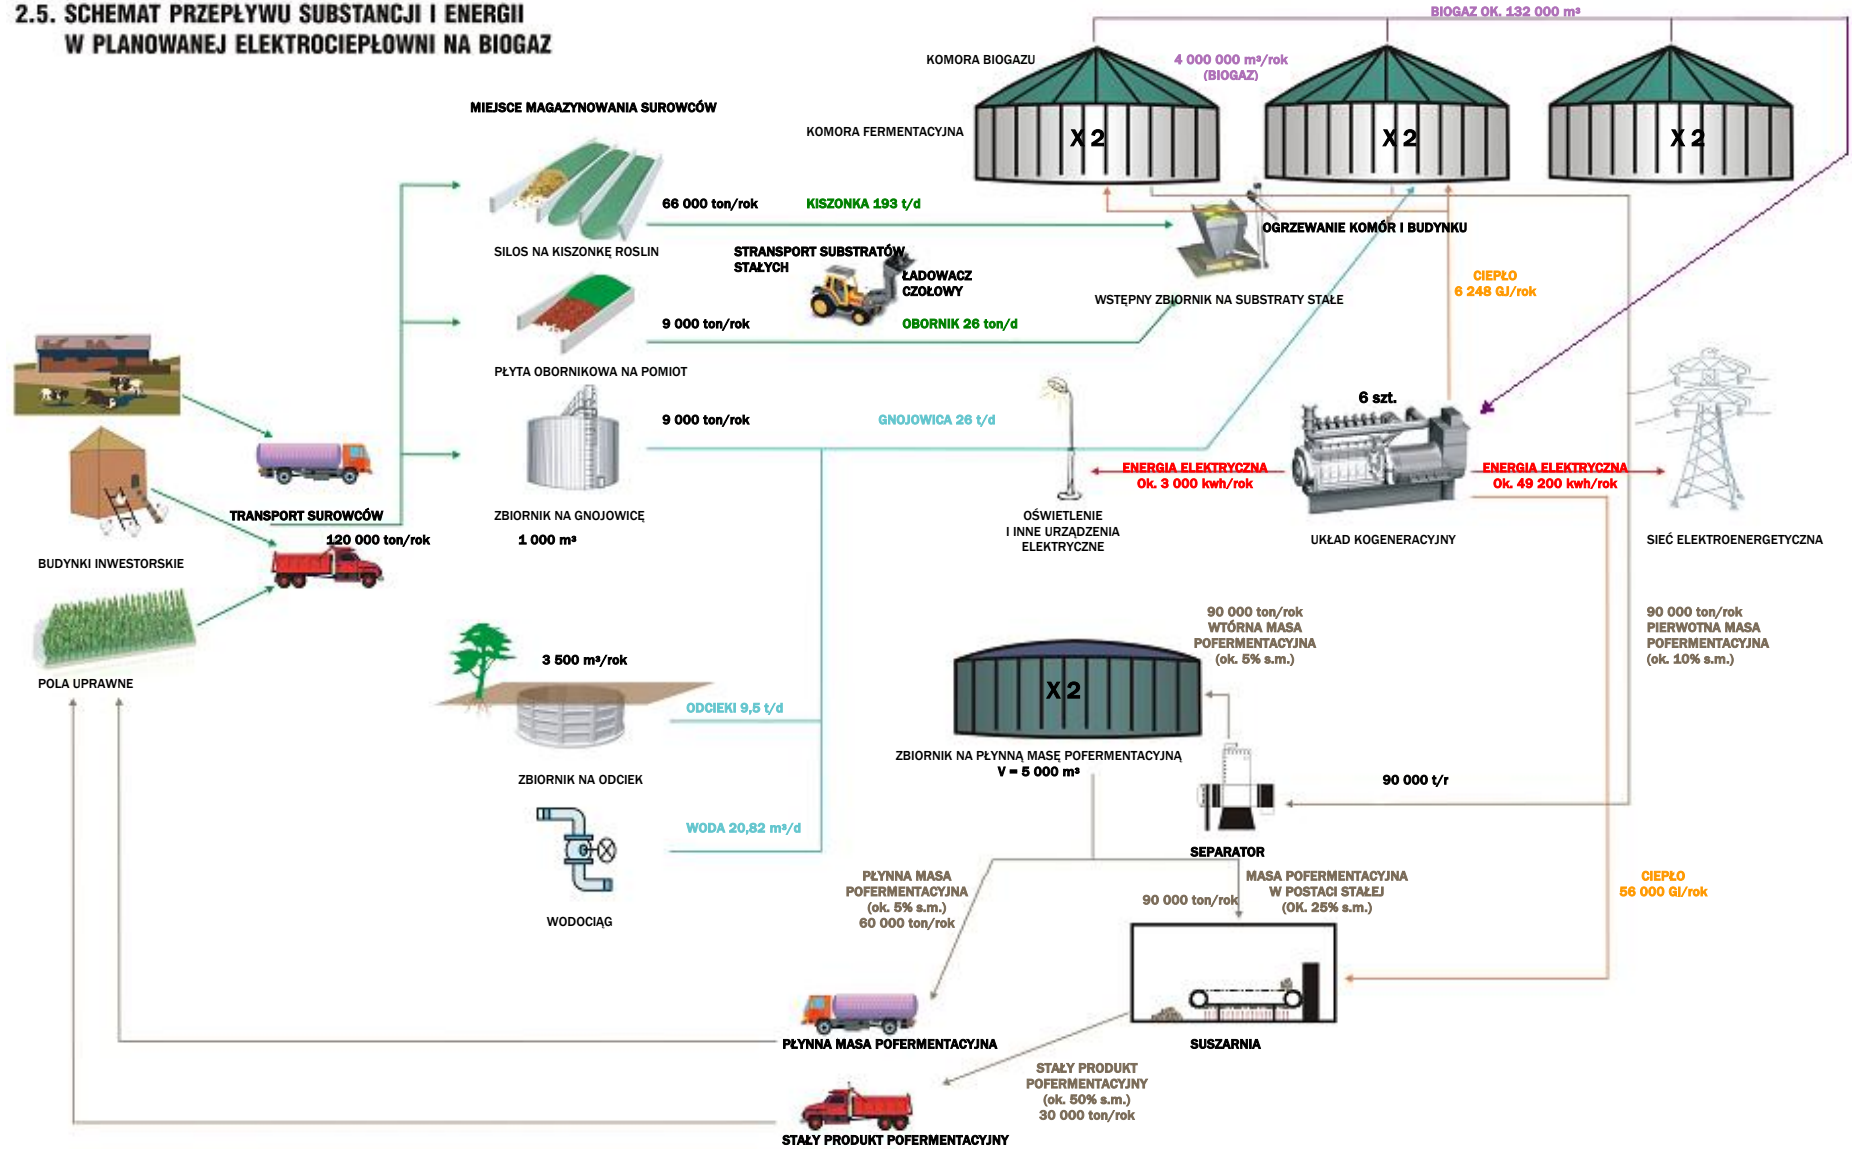 2.5. SCHEMAT PRZEPŁYWU SUBSTANCJI I ENERGII
W PLANOWANEJ ELEKTROCIEPŁOWNI NA BIOGAZ
BIOGAZ OK. 132 000 m³
KOMORA BIOGAZU
4 000 000 m³/rok
(BIOGAZ)
MIEJSCE MAGAZYNOWANIA SUROWCÓW
KOMORA FERMENTACYJNA
X 2
X 2
X 2
66 000 ton/rok
KISZONKA 193 t/d
OGRZEWANIE KOMÓR I BUDYNKU
SILOS NA KISZONKĘ ROSLIN
STRANSPORT SUBSTRATÓW
STAŁYCH
ŁADOWACZ
CZOŁOWY
CIEPŁO
6 248 GJ/rok
WSTĘPNY ZBIORNIK NA SUBSTRATY STAŁE
9 000 ton/rok
OBORNIK 26 ton/d
PŁYTA OBORNIKOWA NA POMIOT
6 szt.
9 000 ton/rok
GNOJOWICA 26 t/d
ENERGIA ELEKTRYCZNA
Ok. 3 000 kwh/rok
ENERGIA ELEKTRYCZNA
Ok. 49 200 kwh/rok
TRANSPORT SUROWCÓW
120 000 ton/rok
ZBIORNIK NA GNOJOWICĘ
1 000 m³
OŚWIETLENIE
I INNE URZĄDZENIA
ELEKTRYCZNE
UKŁAD KOGENERACYJNY
SIEĆ ELEKTROENERGETYCZNA
BUDYNKI INWESTORSKIE
90 000 ton/rok
WTÓRNA MASA
POFERMENTACYJNA
(ok. 5% s.m.)
90 000 ton/rok
PIERWOTNA MASA
POFERMENTACYJNA
(ok. 10% s.m.)
3 500 m³/rok
POLA UPRAWNE
X 2
ODCIEKI 9,5 t/d
ZBIORNIK NA PŁYNNĄ MASĘ POFERMENTACYJNĄ
V = 5 000 m³
ZBIORNIK NA ODCIEK
90 000 t/r
WODA 20,82 m³/d
SEPARATOR
PŁYNNA MASA
POFERMENTACYJNA
(ok. 5% s.m.)
60 000 ton/rok
90 000 ton/rok
MASA POFERMENTACYJNA
W POSTACI STAŁEJ
(OK. 25% s.m.)
CIEPŁO
56 000 GJ/rok
WODOCIĄG
PŁYNNA MASA POFERMENTACYJNA
SUSZARNIA
STAŁY PRODUKT
POFERMENTACYJNY
(ok. 50% s.m.)
30 000 ton/rok
STAŁY PRODUKT POFERMENTACYJNY